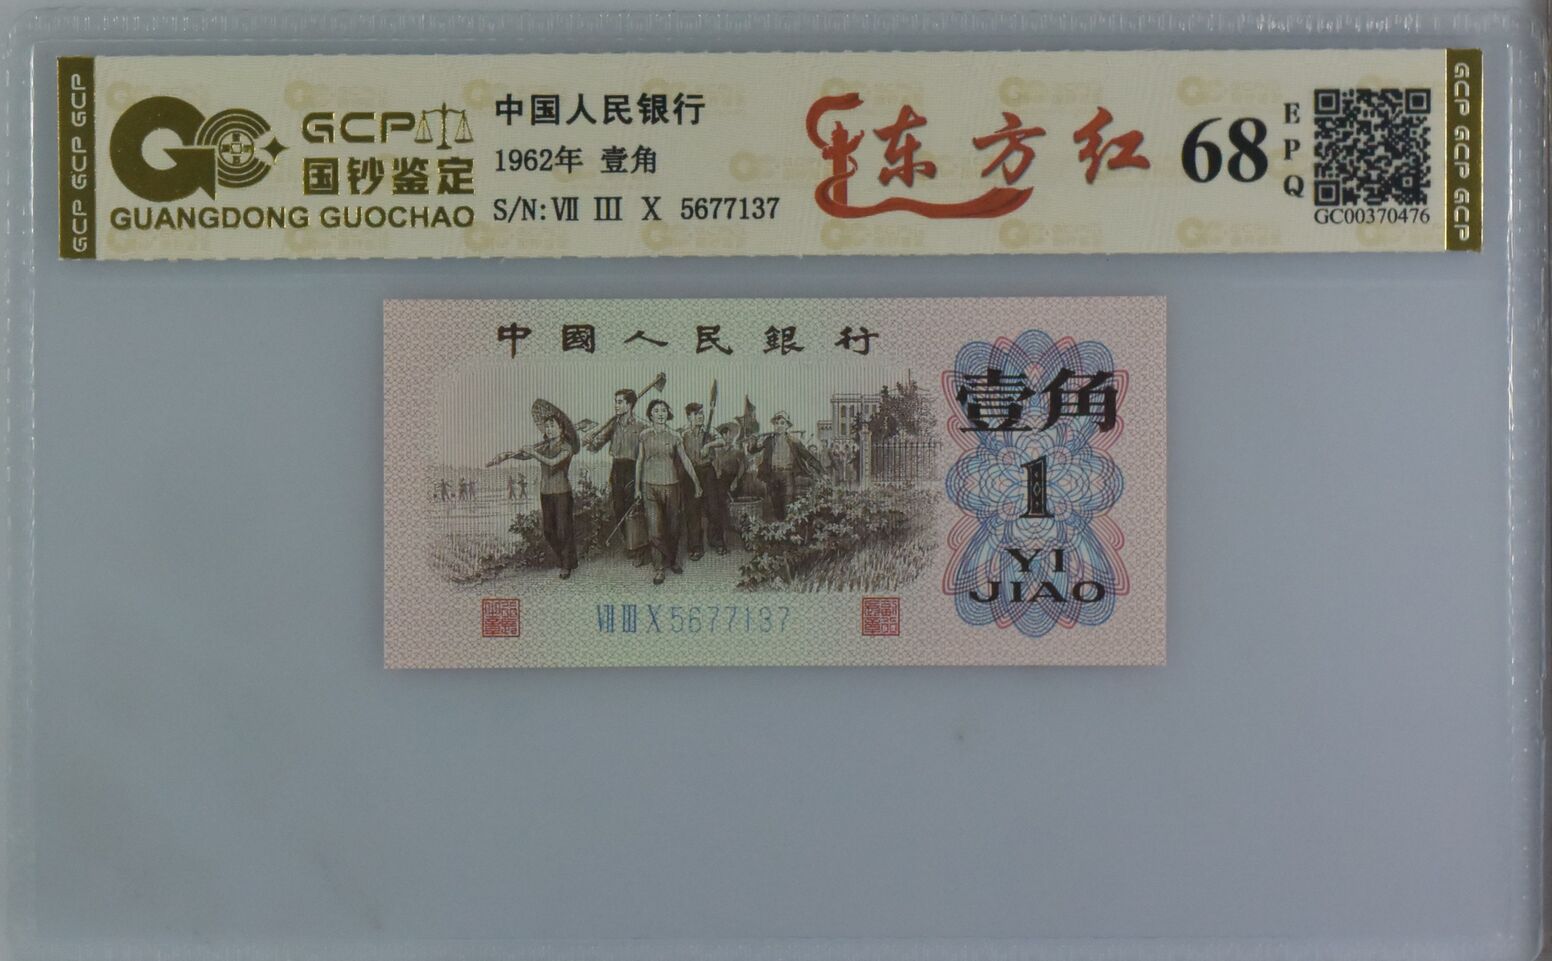 GCP GCP GCP
GCP
国钞鉴定
GUANGDONG GUOCHAO
中国人民银行
1962年 壹角
S/N: Ⅶ Ⅲ Ⅹ 5677137
东方红
68
EPQ
GC00370476
GCP GCP GCP
中國人民銀行
壹角
1
YI
JIAO
Ⅶ Ⅲ Ⅹ 5677137